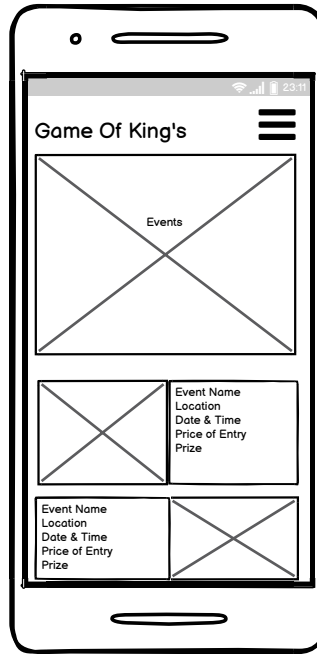 23:11
Game Of King's
Events
Event Name
Location
Date & Time
Price of Entry
Prize
Event Name
Location
Date & Time
Price of Entry
Prize